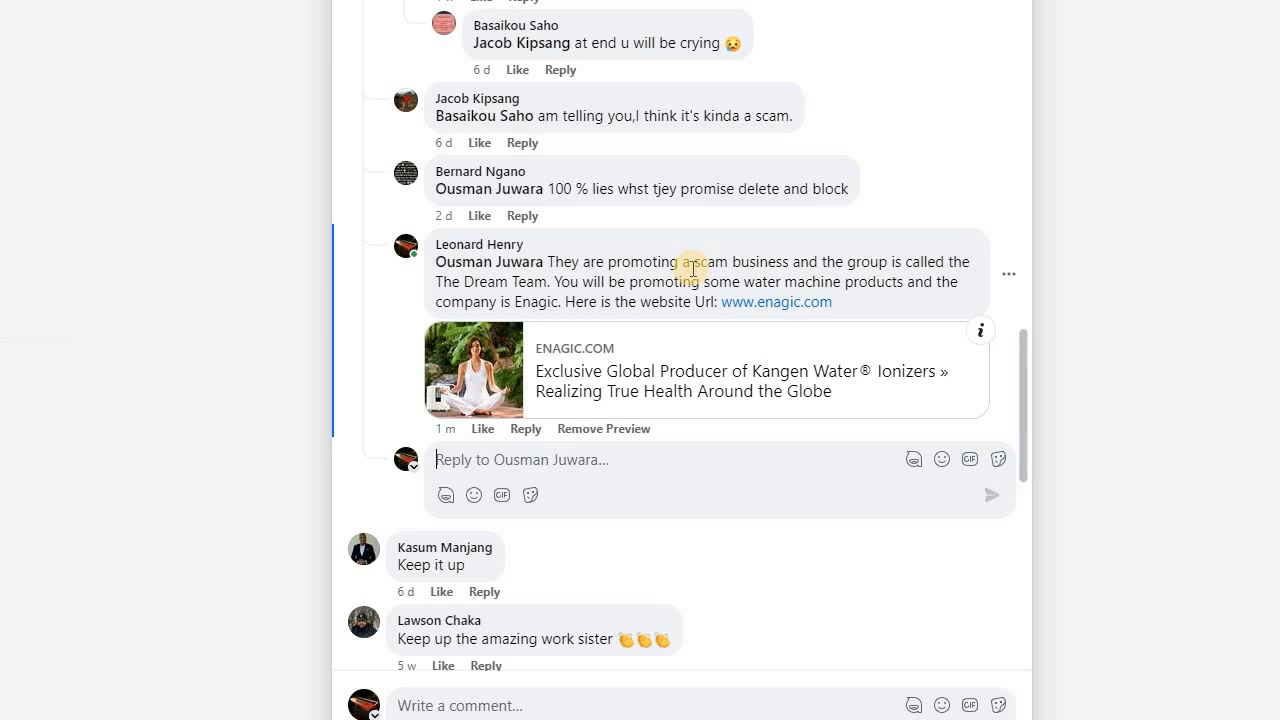 Basaikou Saho
Jacob Kipsang at end u will be crying 😢
6 d Like Reply
Jacob Kipsang
Basaikou Saho am telling you,I think it's kinda a scam.
6 d Like Reply
Bernard Ngano
Ousman Juwara 100 % lies whst tjey promise delete and block
2 d Like Reply
Leonard Henry
Ousman Juwara They are promoting a scam business and the group is called the
The Dream Team. You will be promoting some water machine products and the
company is Enagic. Here is the website Url: www.enagic.com
ENAGIC.COM
Exclusive Global Producer of Kangen Water® Ionizers »
Realizing True Health Around the Globe
1 m Like Reply Remove Preview
Reply to Ousman Juwara...
GIF
GIF
Kasum Manjang
Keep it up
6 d Like Reply
Lawson Chaka
Keep up the amazing work sister 👏👏👏
5 w Like Reply
Write a comment...
GIF